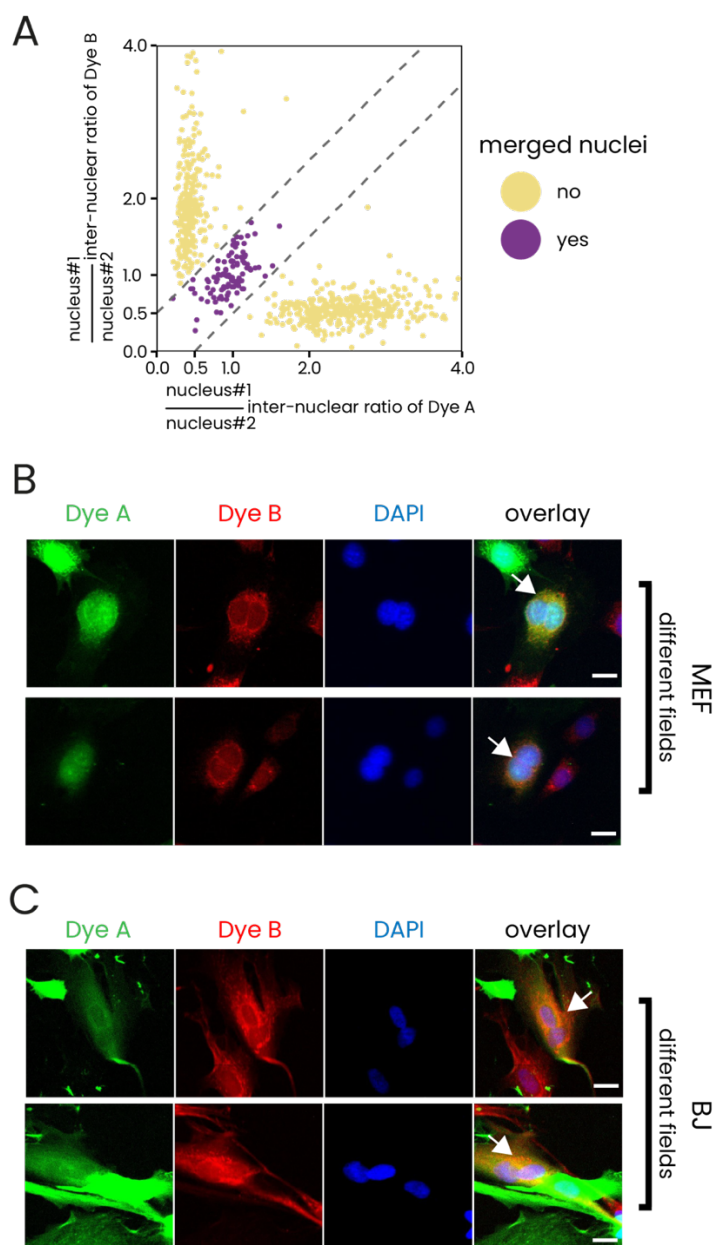 A
nucleus#1
nucleus#2
inter-nuclear ratio of Dye B
4.0
2.0
1.0
0.5
0.0
0.0 0.5 1.0 2.0 4.0
nucleus#1
nucleus#2
inter-nuclear ratio of Dye A
merged nuclei
no
yes
B
Dye A Dye B DAPI overlay
different fields
MEF
C
Dye A Dye B DAPI overlay
different fields
BJ